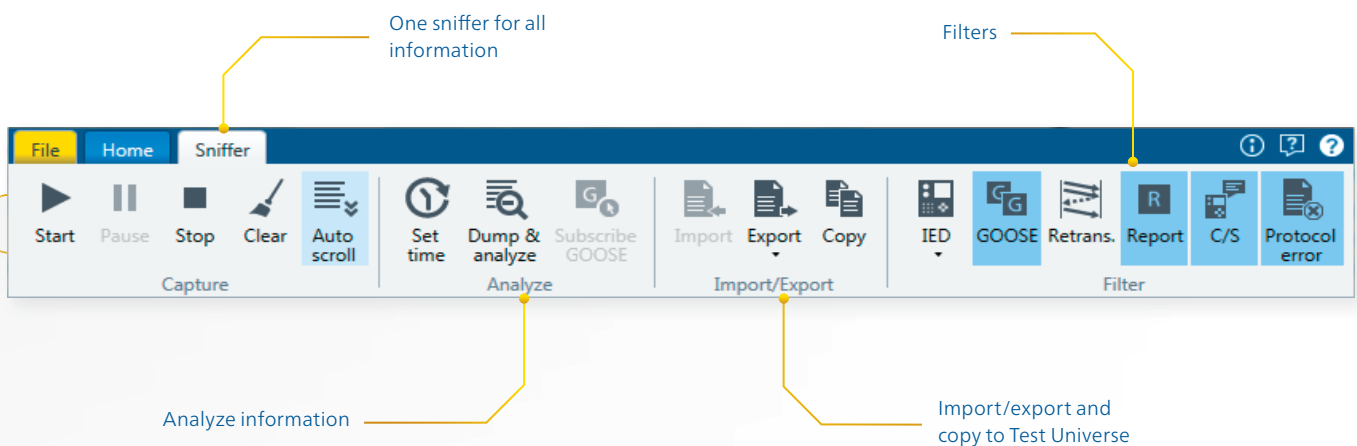 One sniffer for all
information
Filters
File Home Sniffer
Start Pause Stop Clear Auto scroll Set time Dump & analyze Subscribe GOOSE Import Export Copy IED GOOSE Retrans. Report C/S Protocol error
Capture Analyze Import/Export Filter
Analyze information
Import/export and
copy to Test Universe